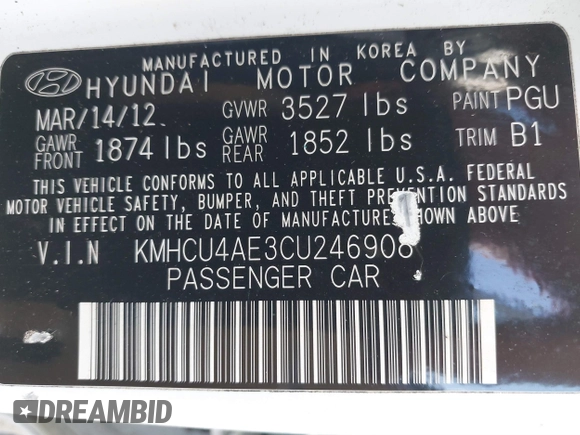 MANUFACTURED IN KOREA BY
HYUNDAI MOTOR COMPANY
MAR/14/12 GVWR 3527 lbs PAINT PGU
GAWR FRONT 1874 lbs GAWR REAR 1852 lbs TRIM B1
THIS VEHICLE CONFORMS TO ALL APPLICABLE U.S.A. FEDERAL
MOTOR VEHICLE SAFETY, BUMPER, AND THEFT PREVENTION STANDARDS
IN EFFECT ON THE DATE OF MANUFACTURE SHOWN ABOVE
V.I.N KMHCU4AE3CU246908
PASSENGER CAR
DREAMBID